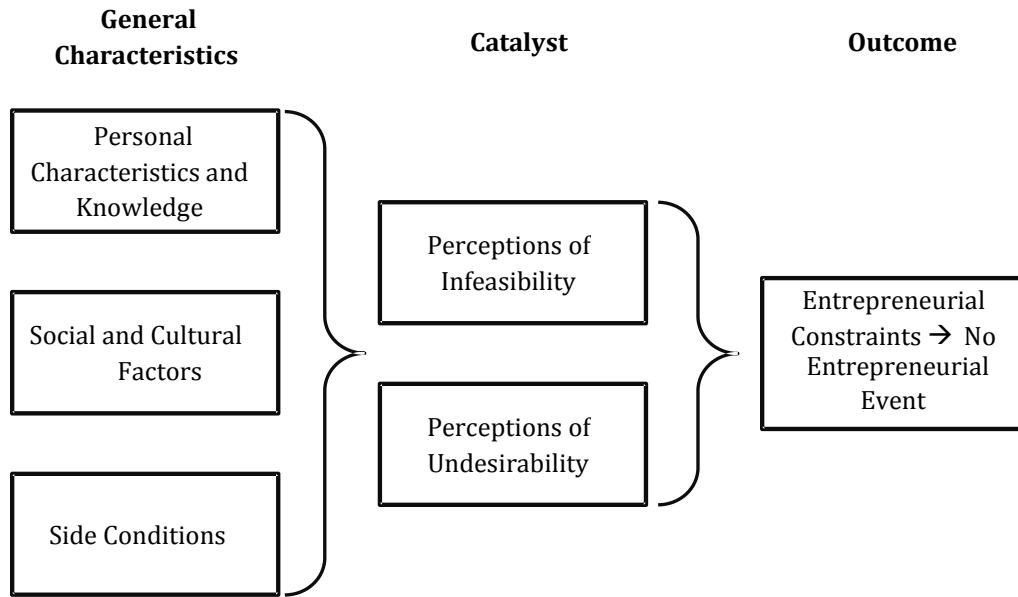 General
Characteristics
Catalyst
Outcome
Personal
Characteristics and
Knowledge
Social and Cultural
Factors
Side Conditions
Perceptions of
Infeasibility
Perceptions of
Undesirability
Entrepreneurial
Constraints → No
Entrepreneurial
Event